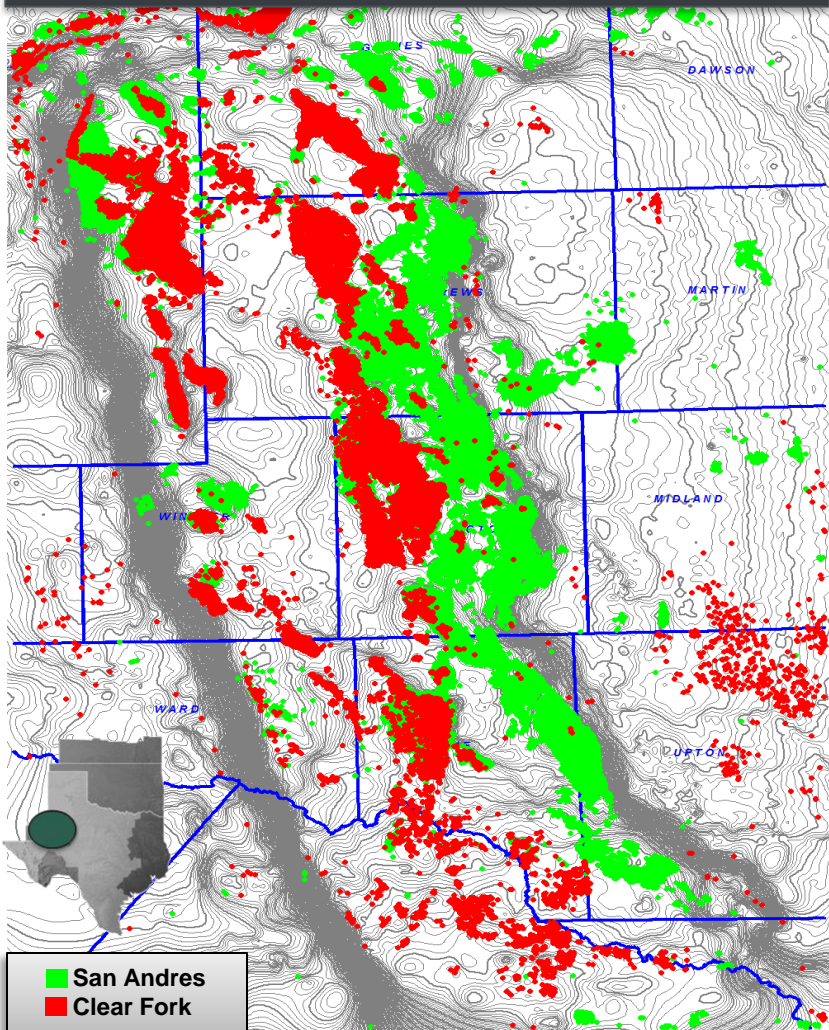 DAWSON
MARTIN
MIDLAND
WARD
UPTON
San Andres
Clear Fork